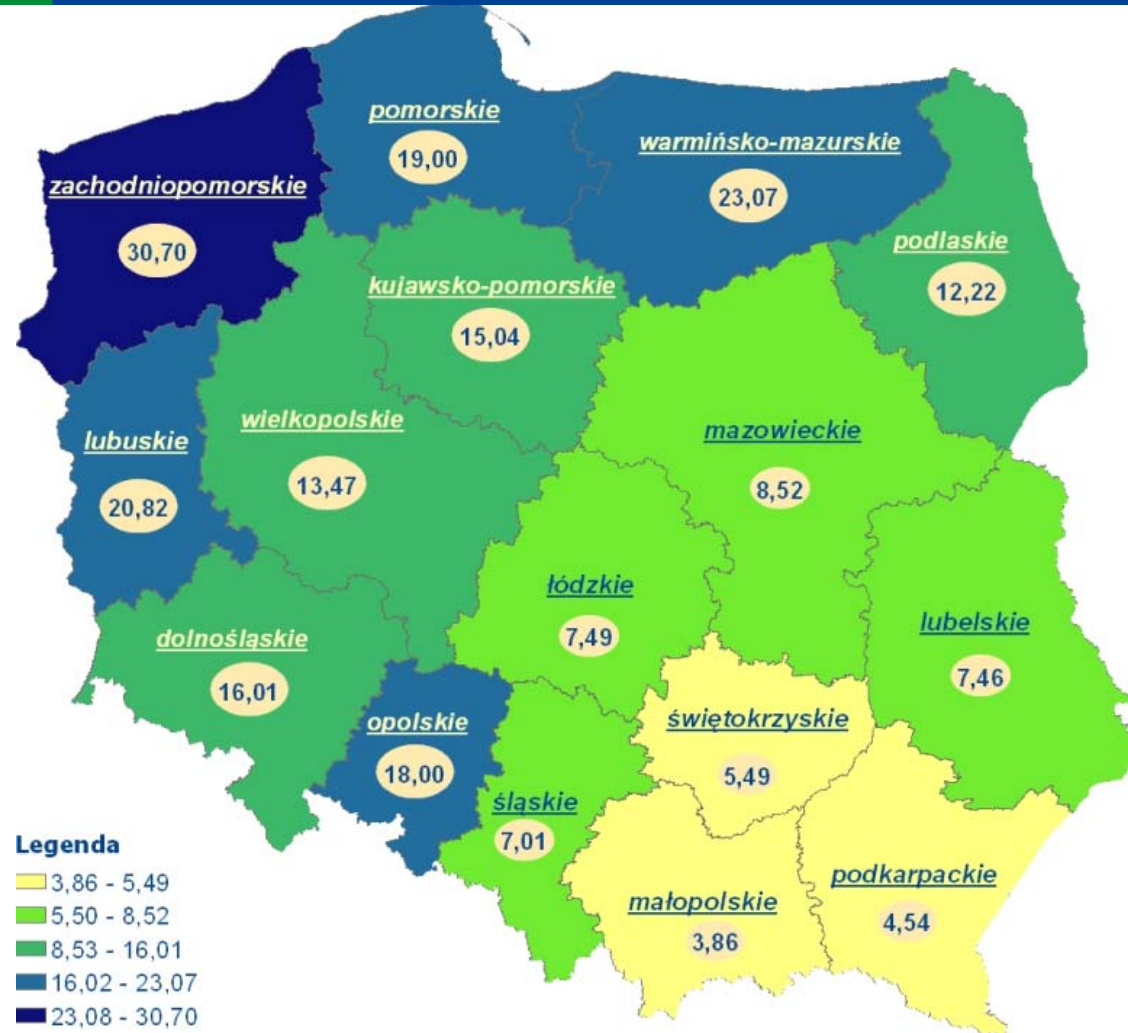 pomorskie
19,00
warmińsko-mazurskie
23,07
zachodniopomorskie
30,70
podlaskie
12,22
kujawsko-pomorskie
15,04
wielkopolskie
13,47
lubuskie
20,82
mazowieckie
8,52
łódzkie
7,49
lubelskie
7,46
dolnośląskie
16,01
opolskie
18,00
świętokrzyskie
5,49
śląskie
7,01
małopolskie
3,86
podkarpackie
4,54
Legenda
3,86 - 5,49
5,50 - 8,52
8,53 - 16,01
16,02 - 23,07
23,08 - 30,70